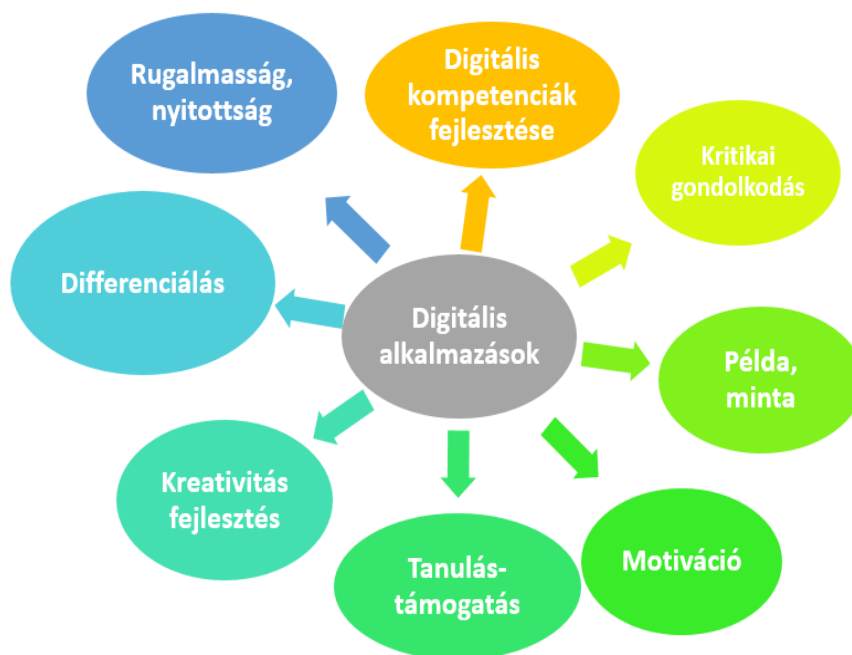 Rugalmasság,
nyitottság
Digitális
kompetenciák
fejlesztése
Kritikai
gondolkodás
Differenciálás
Digitális
alkalmazások
Példa,
minta
Kreativitás
fejlesztés
Tanulás-
támogatás
Motiváció